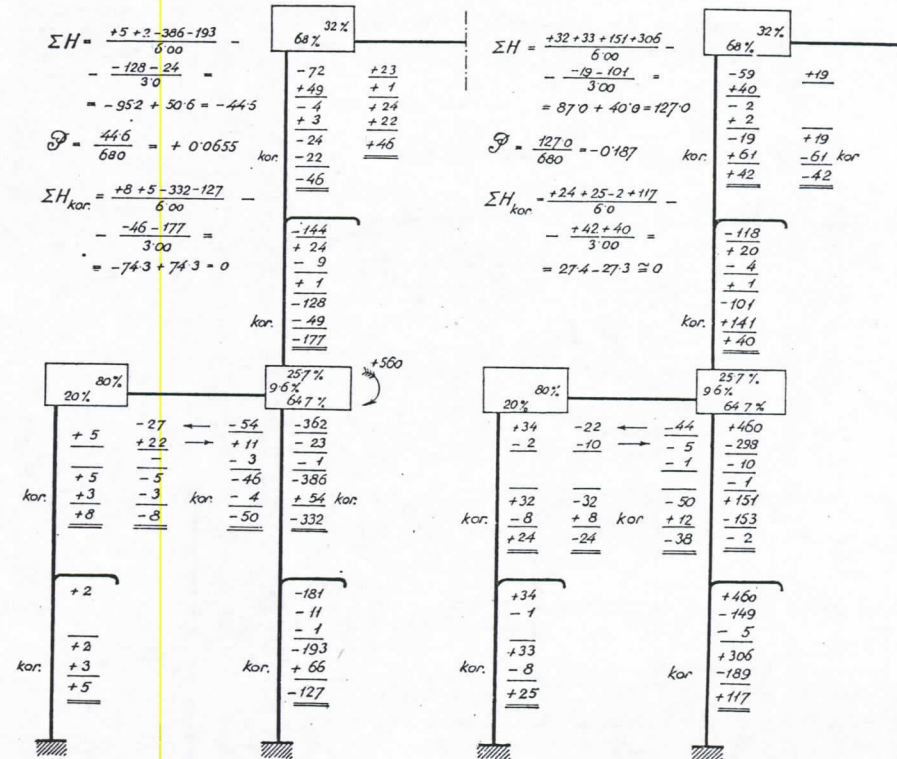 ΣH = +5 +2 -386 -193 / 6·00 -
- -128 - 24 / 3·0 =
= -95·2 + 50·6 = -44·5
𝒫 = 44·6 / 680 = + 0·0655
ΣH kor. = +8 +5 -332 -127 / 6·00 -
- -46 -177 / 3·00 =
= -74·3 + 74·3 = 0
68% 32%
-72 +23
+49 + 1
- 4 + 24
+ 3 + 22
-24 +46
kor. -22
-46
-144
+ 24
- 9
+ 1
-128
kor. - 49
-177
+560
80%
20%
25·7%
9·6%
64·7%
-27 ← -54 -362
+ 5 +22 → + 11 - 23
- - 3 - 1
+ 5 -5 -46 -386
kor. +3 -3 kor. - 4 + 54 kor.
+8 -8 -50 -332
+ 2 -181
- 11
- 1
+2 -193
kor. +3 kor. + 66
+5 -127
ΣH = +32 +33 +151 +306 / 6·00 -
- -19 -101 / 3·00 =
= 87·0 + 40·0 = 127·0
𝒫 = 127·0 / 680 = -0·187
ΣH kor. = +24 +25 -2 +117 / 6·0 -
- +42 +40 / 3·00 =
= 27·4 -27·3 ≅ 0
68% 32%
-59 +19
+40
- 2
+ 2
-19 +19
kor. +61 -61 kor
+42 -42
-118
+ 20
- 4
+ 1
-101
kor. +141
+ 40
80%
20%
25·7%
9·6%
64·7%
+34 -22 ← -44 +460
- 2 -10 → - 5 -298
- 1 -10
- 1
+32 -32 -50 +151
kor. -8 + 8 kor +12 -153
+24 -24 -38 - 2
+34 +460
- 1 -149
- 5
+33 +306
kor. - 8 kor -189
+25 +117